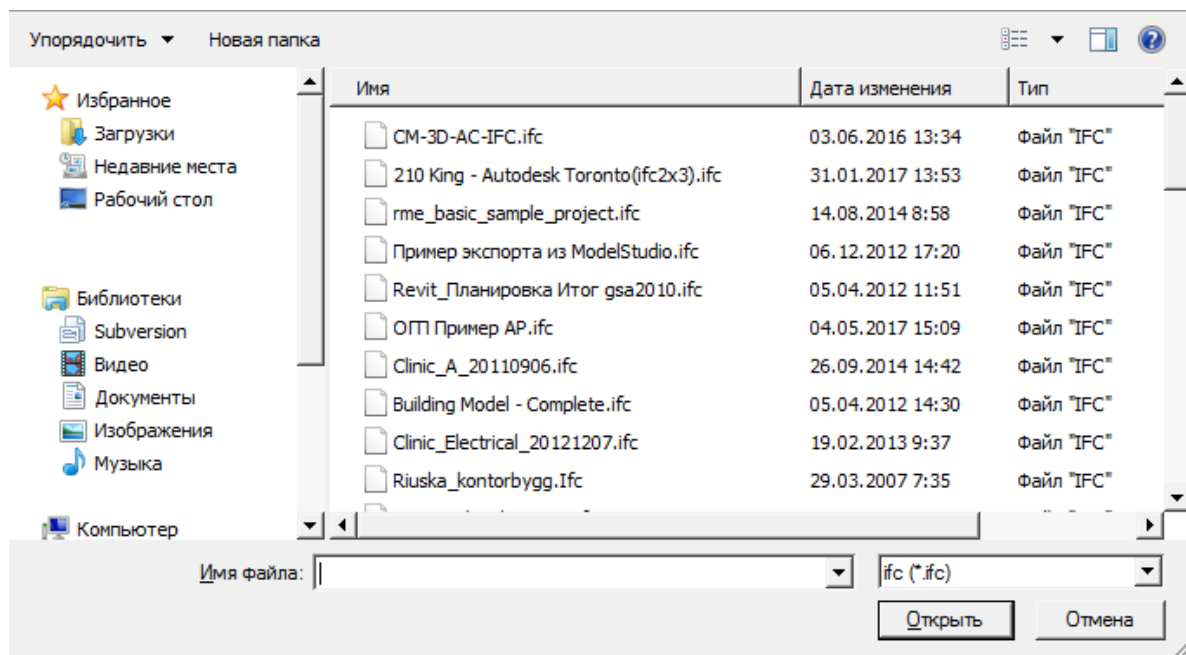 Упорядочить Новая папка
Избранное
Загрузки
Недавние места
Рабочий стол
Библиотеки
Subversion
Видео
Документы
Изображения
Музыка
Компьютер
Имя Дата изменения Тип
CM-3D-AC-IFC.ifc 03.06.2016 13:34 Файл "IFC"
210 King - Autodesk Toronto(ifc2x3).ifc 31.01.2017 13:53 Файл "IFC"
rme_basic_sample_project.ifc 14.08.2014 8:58 Файл "IFC"
Пример экспорта из ModelStudio.ifc 06.12.2012 17:20 Файл "IFC"
Revit_Планировка Итог gsa2010.ifc 05.04.2012 11:51 Файл "IFC"
ОГП Пример АР.ifc 04.05.2017 15:09 Файл "IFC"
Clinic_A_20110906.ifc 26.09.2014 14:42 Файл "IFC"
Building Model - Complete.ifc 05.04.2012 14:30 Файл "IFC"
Clinic_Electrical_20121207.ifc 19.02.2013 9:37 Файл "IFC"
Riuska_kontorbygg.Ifc 29.03.2007 7:35 Файл "IFC"
Имя файла: ifc (*.ifc)
Открыть Отмена